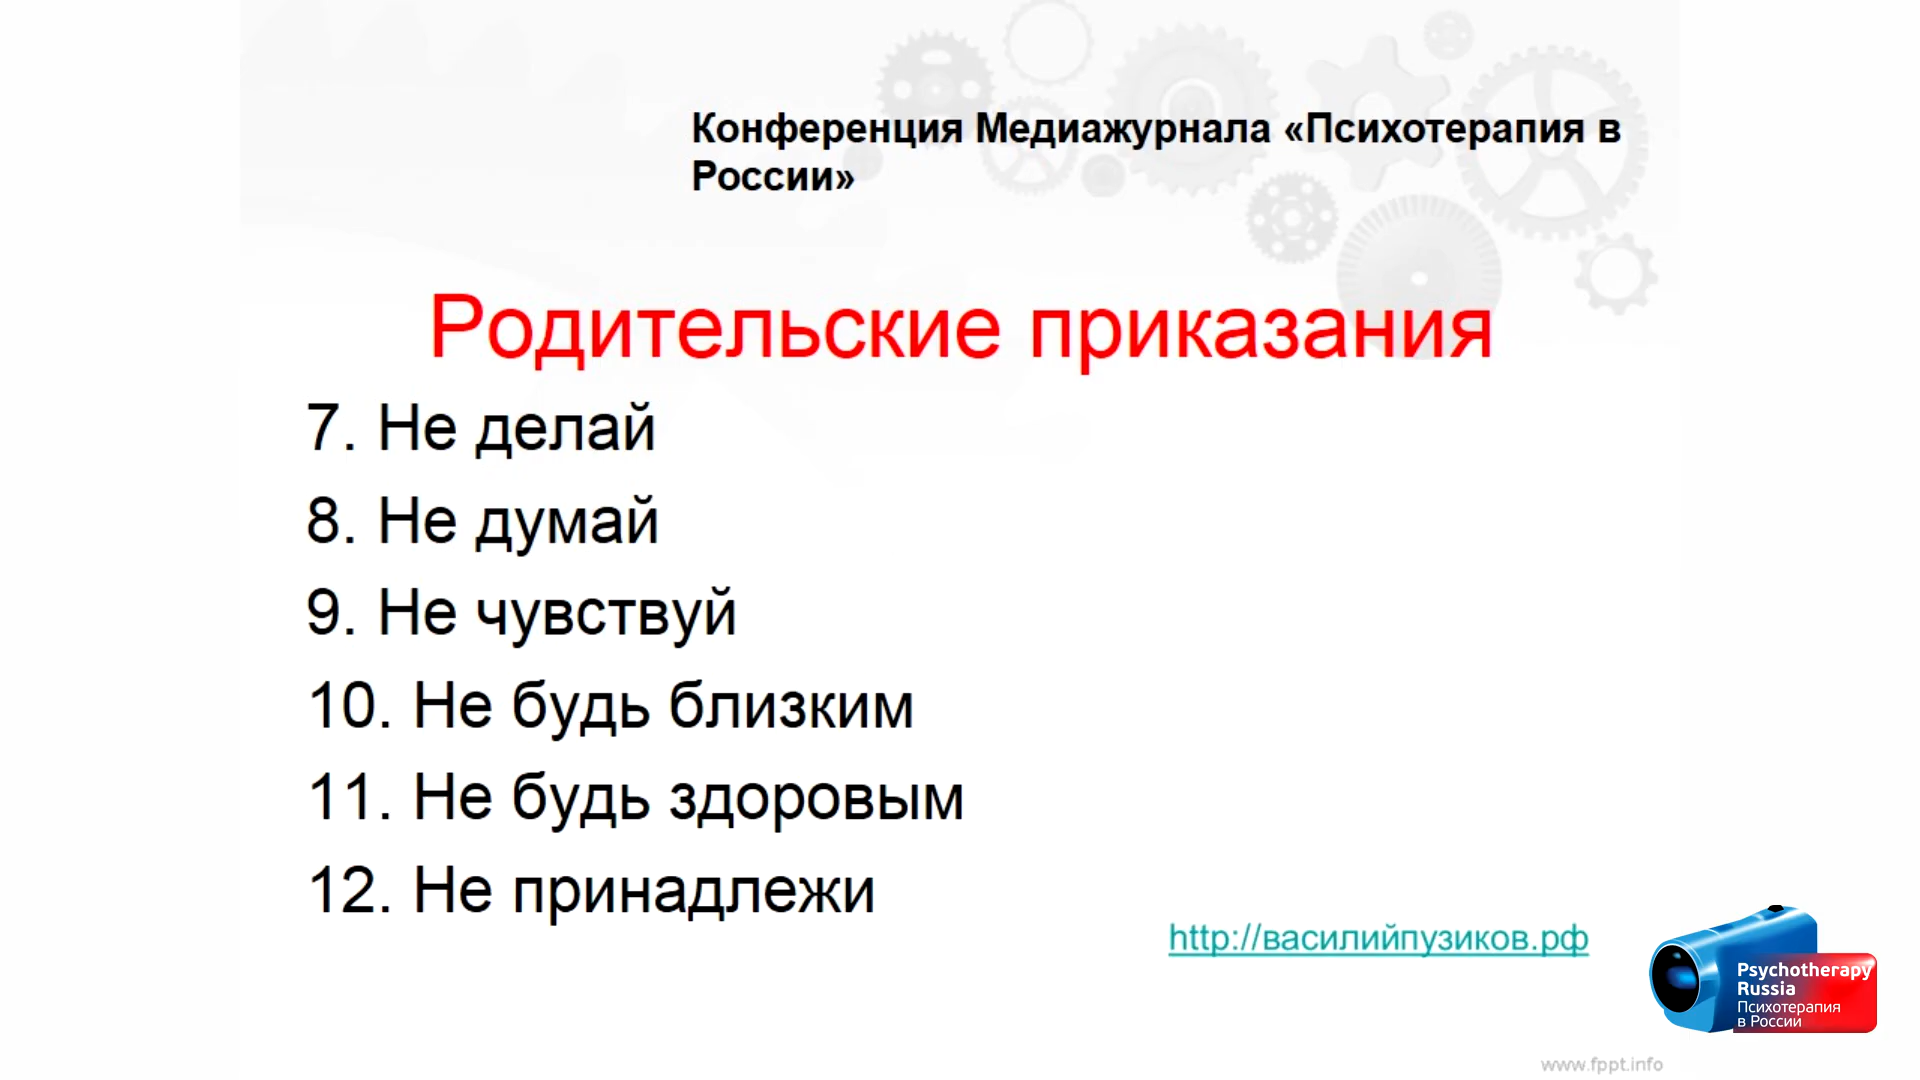 Конференция Медиажурнала «Психотерапия в
России»
Родительские приказания
7. Не делай
8. Не думай
9. Не чувствуй
10. Не будь близким
11. Не будь здоровым
12. Не принадлежи
http://василийпузиков.рф
Psychotherapy
Russia
Психотерапия
в России
www.fppt.info